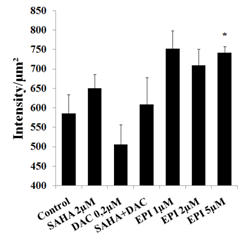 850
800
750
700
650
600
550
500
450
400
Intensity/μm²
*
Control
SAHA 2μM
DAC 0,2μM
SAHA+DAC
EPI 1μM
EPI 2μM
EPI 5μM